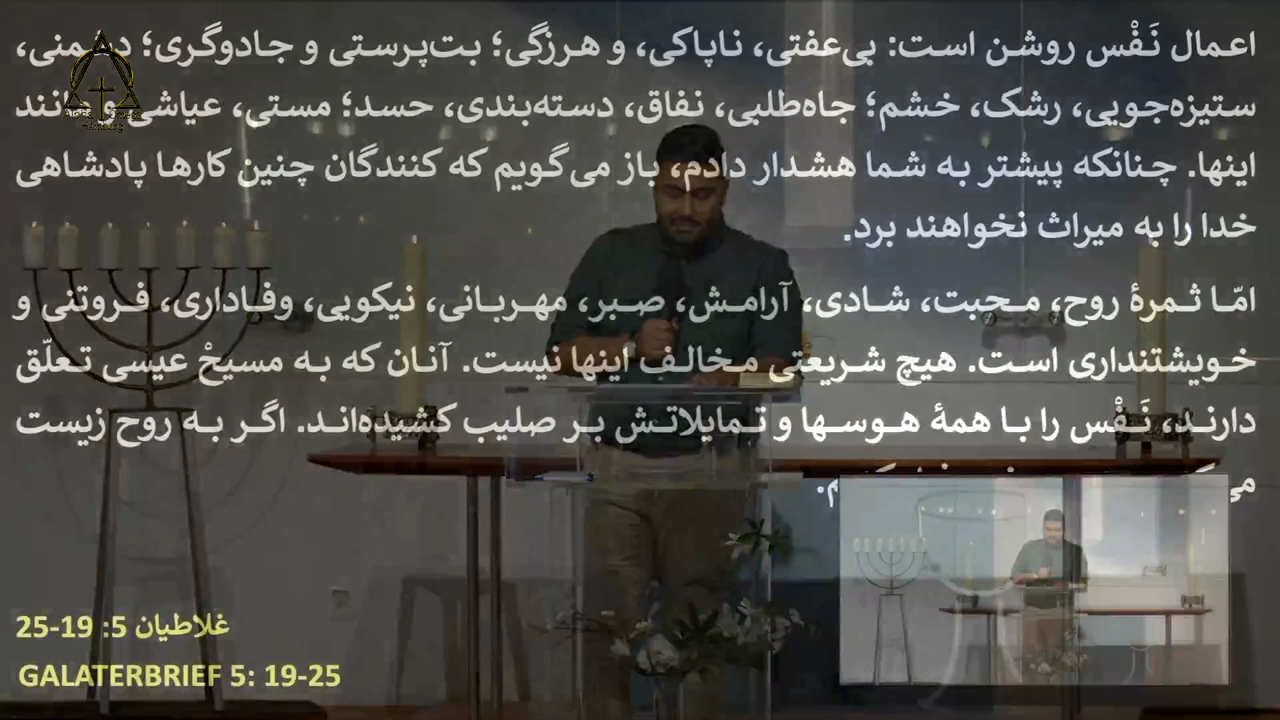 اعمال نَفْس روشن است: بی‌عفتی، ناپاکی، و هرزگی؛ بت‌پرستی و جادوگری؛ دشمنی،
ستیزه‌جویی، رشک، خشم؛ جاه‌طلبی، نفاق، دسته‌بندی، حسد؛ مستی، عیاشی و مانند
اینها. چنانکه پیشتر به شما هشدار دادم، باز می‌گویم که کنندگان چنین کارها پادشاهی
خدا را به میراث نخواهند برد.
امّا ثمرهٔ روح، محبت، شادی، آرامش، صبر، مهربانی، نیکویی، وفاداری، فروتنی و
خویشتنداری است. هیچ شریعتی مخالف اینها نیست. آنان که به مسیحْ عیسی تعلّق
دارند، نَفْس را با همهٔ هوسها و تمایلاتش بر صلیب کشیده‌اند. اگر به روح زیست
غلاطیان 5: 19-25
GALATERBRIEF 5: 19-25